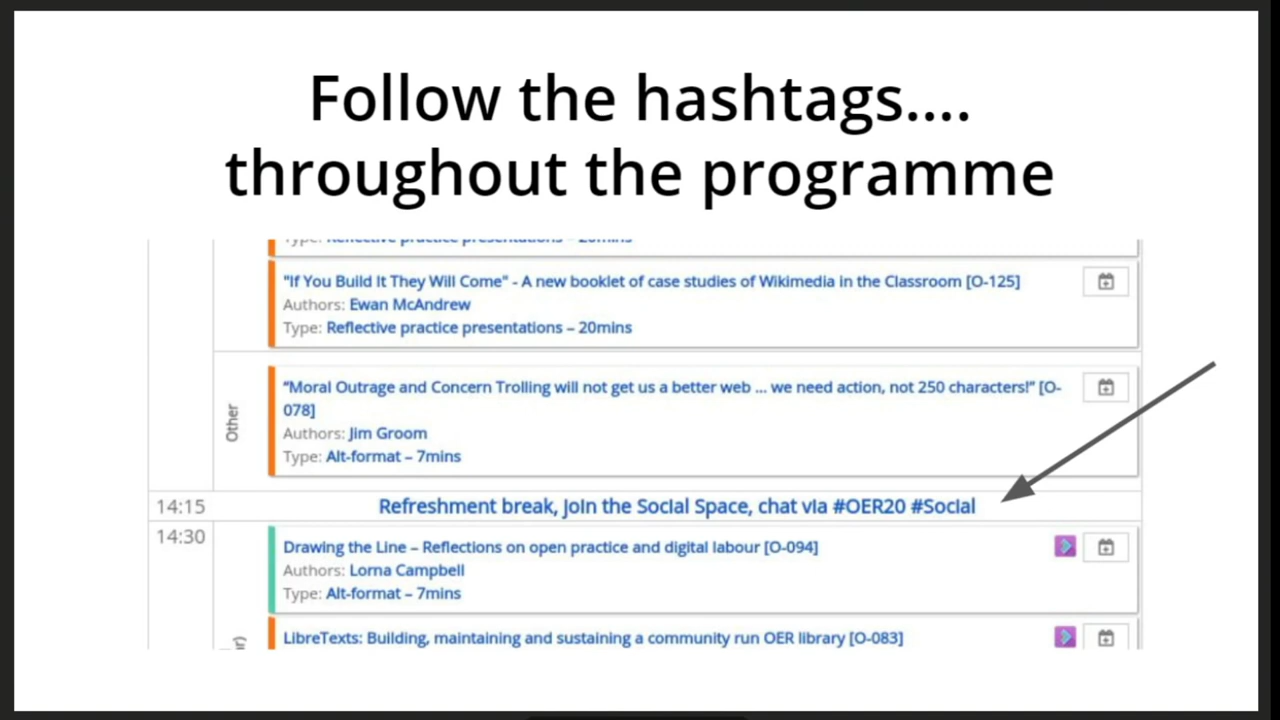 Follow the hashtags....
throughout the programme
Type: Reflective practice presentations – 20mins
"If You Build It They Will Come" - A new booklet of case studies of Wikimedia in the Classroom [O-125]
Authors: Ewan McAndrew
Type: Reflective practice presentations – 20mins
Other
“Moral Outrage and Concern Trolling will not get us a better web ... we need action, not 250 characters!” [O-
078]
Authors: Jim Groom
Type: Alt-format – 7mins
14:15
Refreshment break, join the Social Space, chat via #OER20 #Social
14:30
Drawing the Line – Reflections on open practice and digital labour [O-094]
Authors: Lorna Campbell
Type: Alt-format – 7mins
LibreTexts: Building, maintaining and sustaining a community run OER library [O-083]